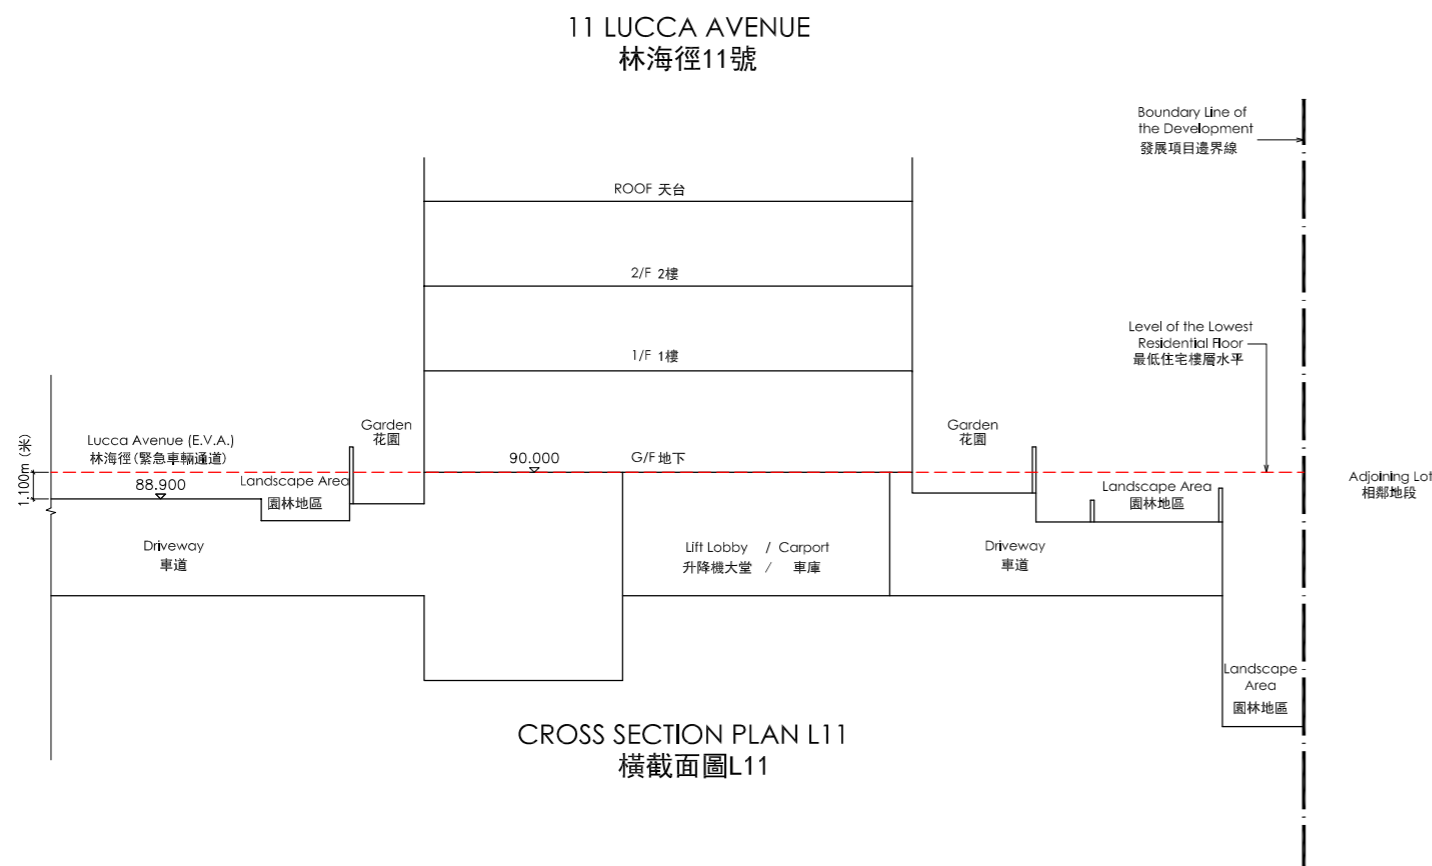 11 LUCCA AVENUE
林海徑11號
Boundary Line of
the Development
發展項目邊界線
ROOF 天台
2/F 2樓
1/F 1樓
Level of the Lowest
Residential Floor
最低住宅樓層水平
Garden
花園
Garden
花園
Lucca Avenue (E.V.A.)
林海徑(緊急車輛通道)
1.100m (米)
88.900
90.000
G/F 地下
Landscape Area
園林地區
Landscape Area
園林地區
Adjoining Lot
相鄰地段
Driveway
車道
Lift Lobby / Carport
升降機大堂 / 車庫
Driveway
車道
Landscape
Area
園林地區
CROSS SECTION PLAN L11
橫截面圖L11